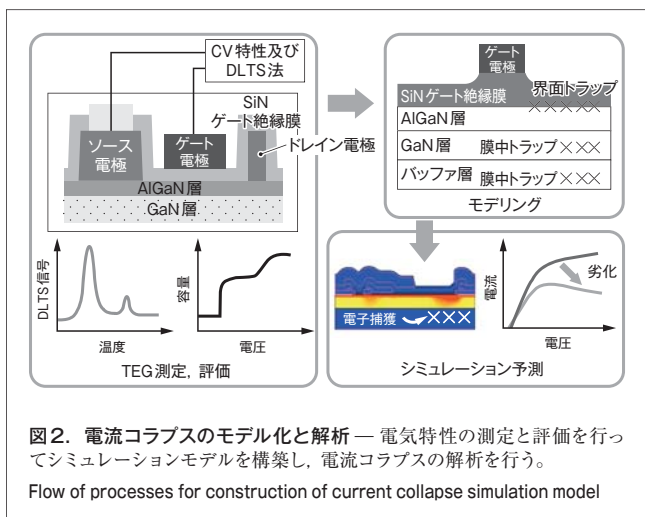 CV特性及び
DLTS法
SiN
ゲート絶縁膜
ソース
電極
ゲート
電極
ドレイン電極
AlGaN層
GaN層
DLTS信号
温度
容量
電圧
TEG測定, 評価
ゲート
電極
界面トラップ
SiNゲート絶縁膜
×××××
AlGaN層
GaN層 膜中トラップ×××
バッファ層 膜中トラップ×××
モデリング
電子捕獲 ×××
電流
劣化
電圧
シミュレーション予測
図2. 電流コラプスのモデル化と解析 — 電気特性の測定と評価を行っ
てシミュレーションモデルを構築し, 電流コラプスの解析を行う。
Flow of processes for construction of current collapse simulation model